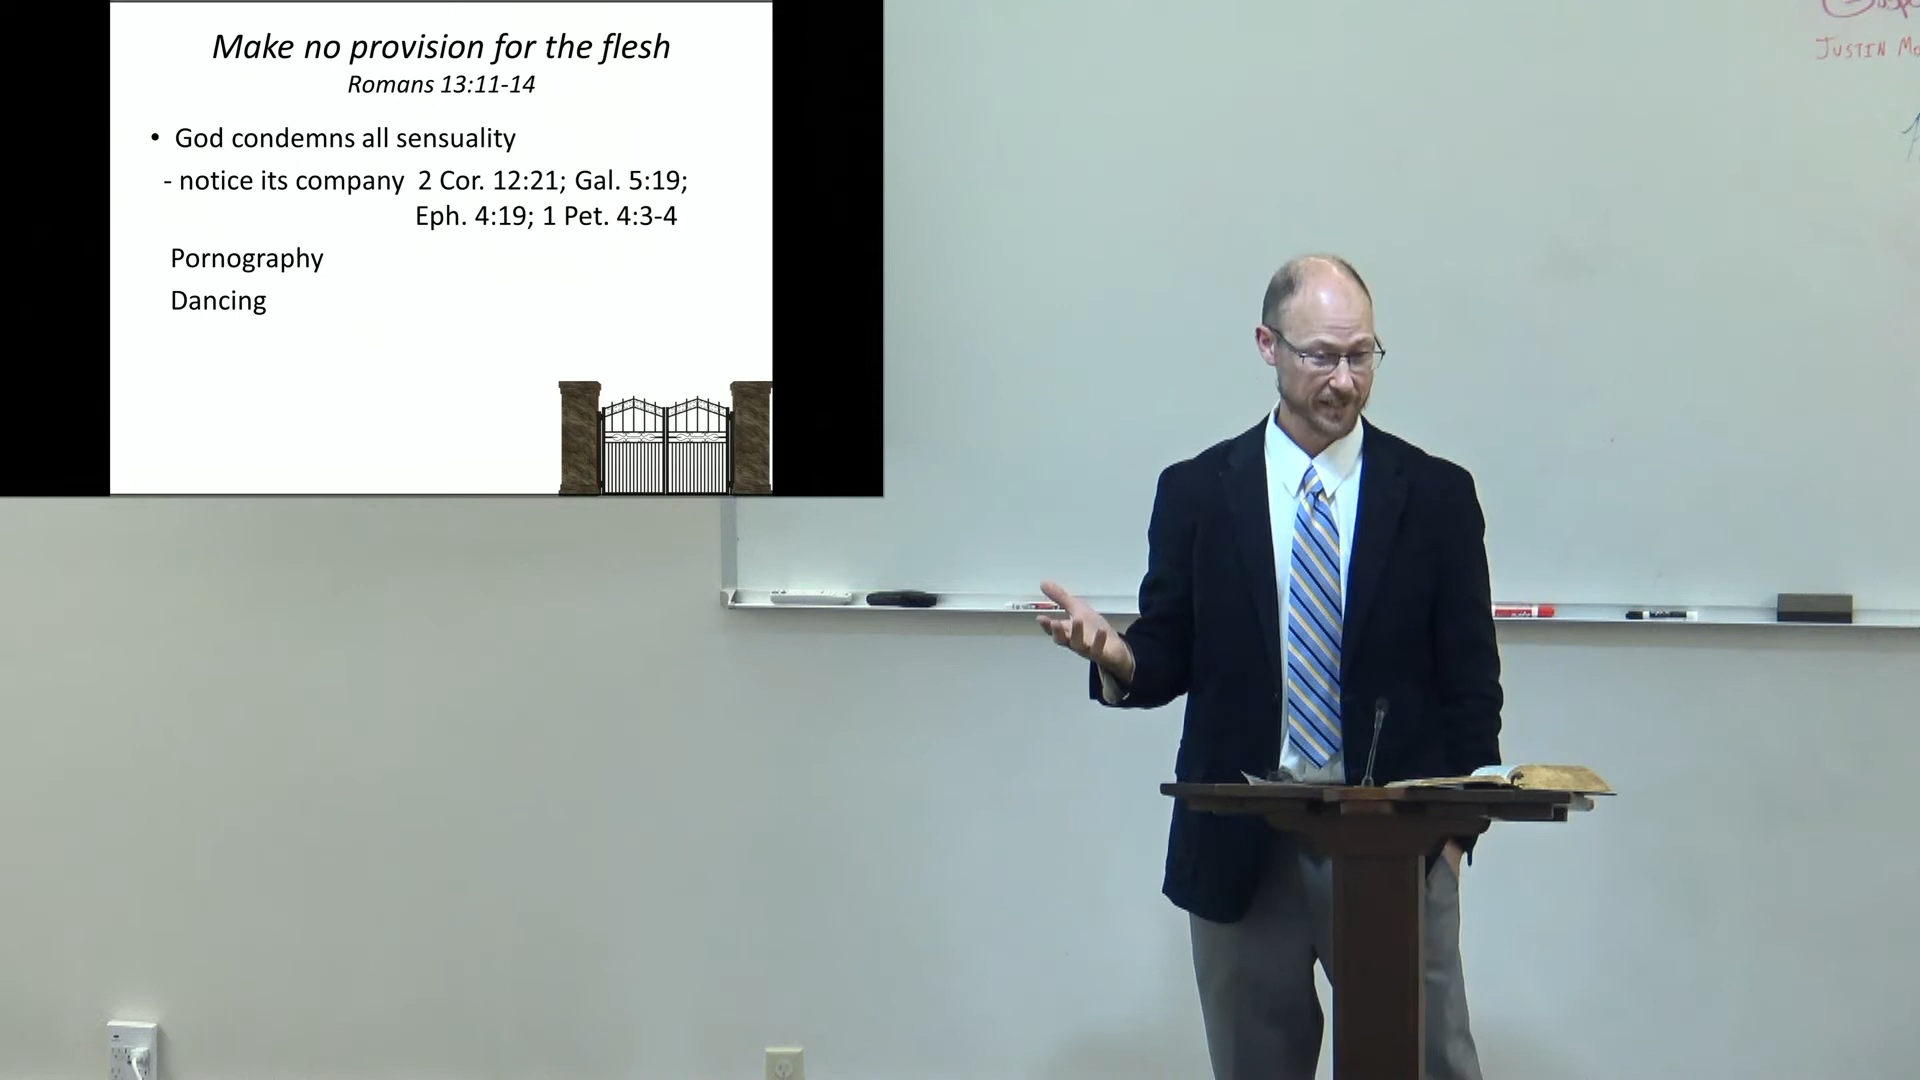 Make no provision for the flesh
Romans 13:11-14
• God condemns all sensuality
- notice its company 2 Cor. 12:21; Gal. 5:19;
Eph. 4:19; 1 Pet. 4:3-4
Pornography
Dancing
JUSTIN